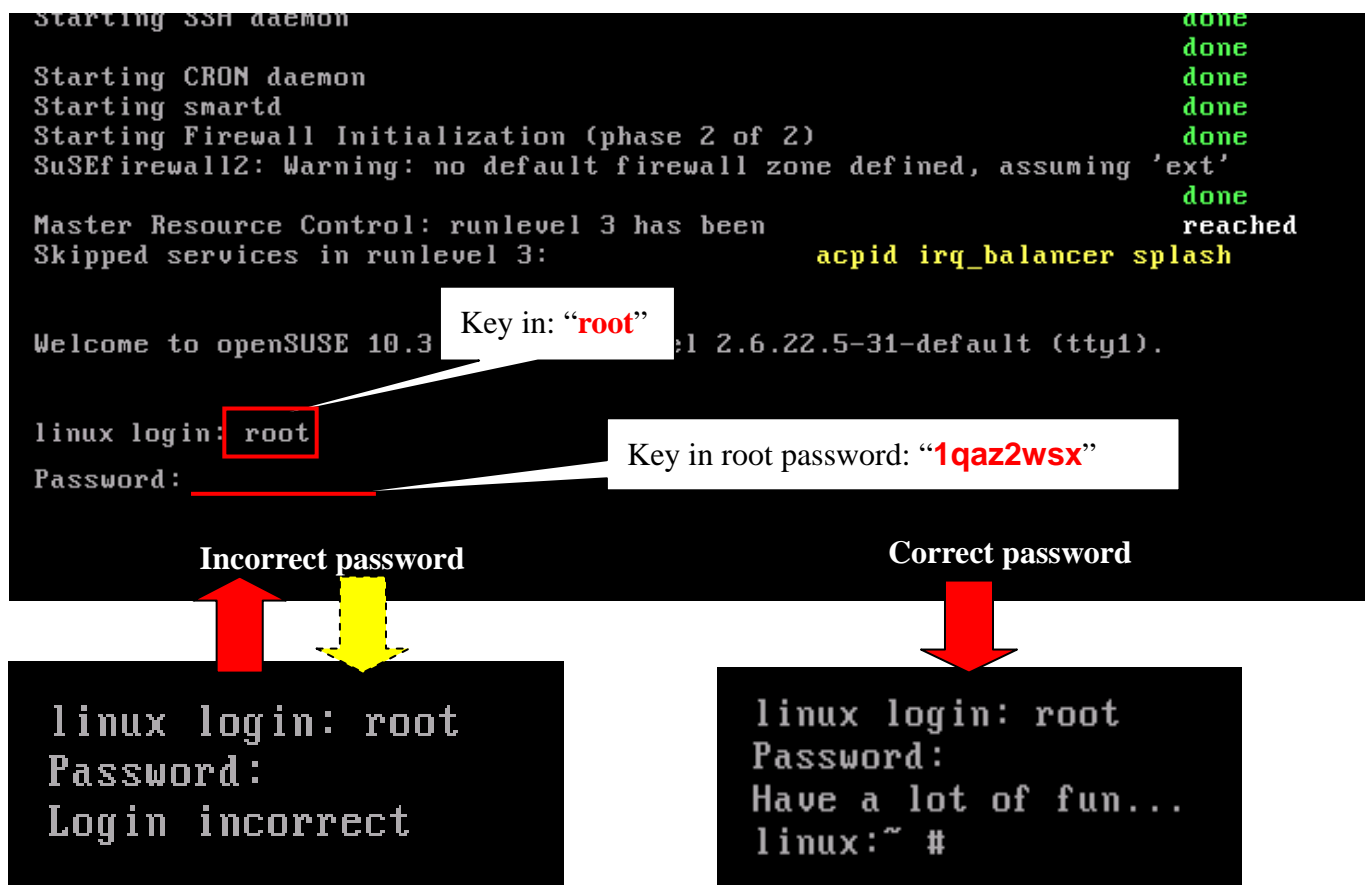 Starting SSH daemon done
done
Starting CRON daemon done
Starting smartd done
Starting Firewall Initialization (phase 2 of 2) done
SuSEfirewall2: Warning: no default firewall zone defined, assuming 'ext'
done
Master Resource Control: runlevel 3 has been reached
Skipped services in runlevel 3: acpid irq_balancer splash
Key in: “root”
Welcome to openSUSE 10.3 el 2.6.22.5-31-default (tty1).
linux login: root
Key in root password: “1qaz2wsx”
Password:
Incorrect password
Correct password
linux login: root
Password:
Login incorrect
linux login: root
Password:
Have a lot of fun...
linux:~ #